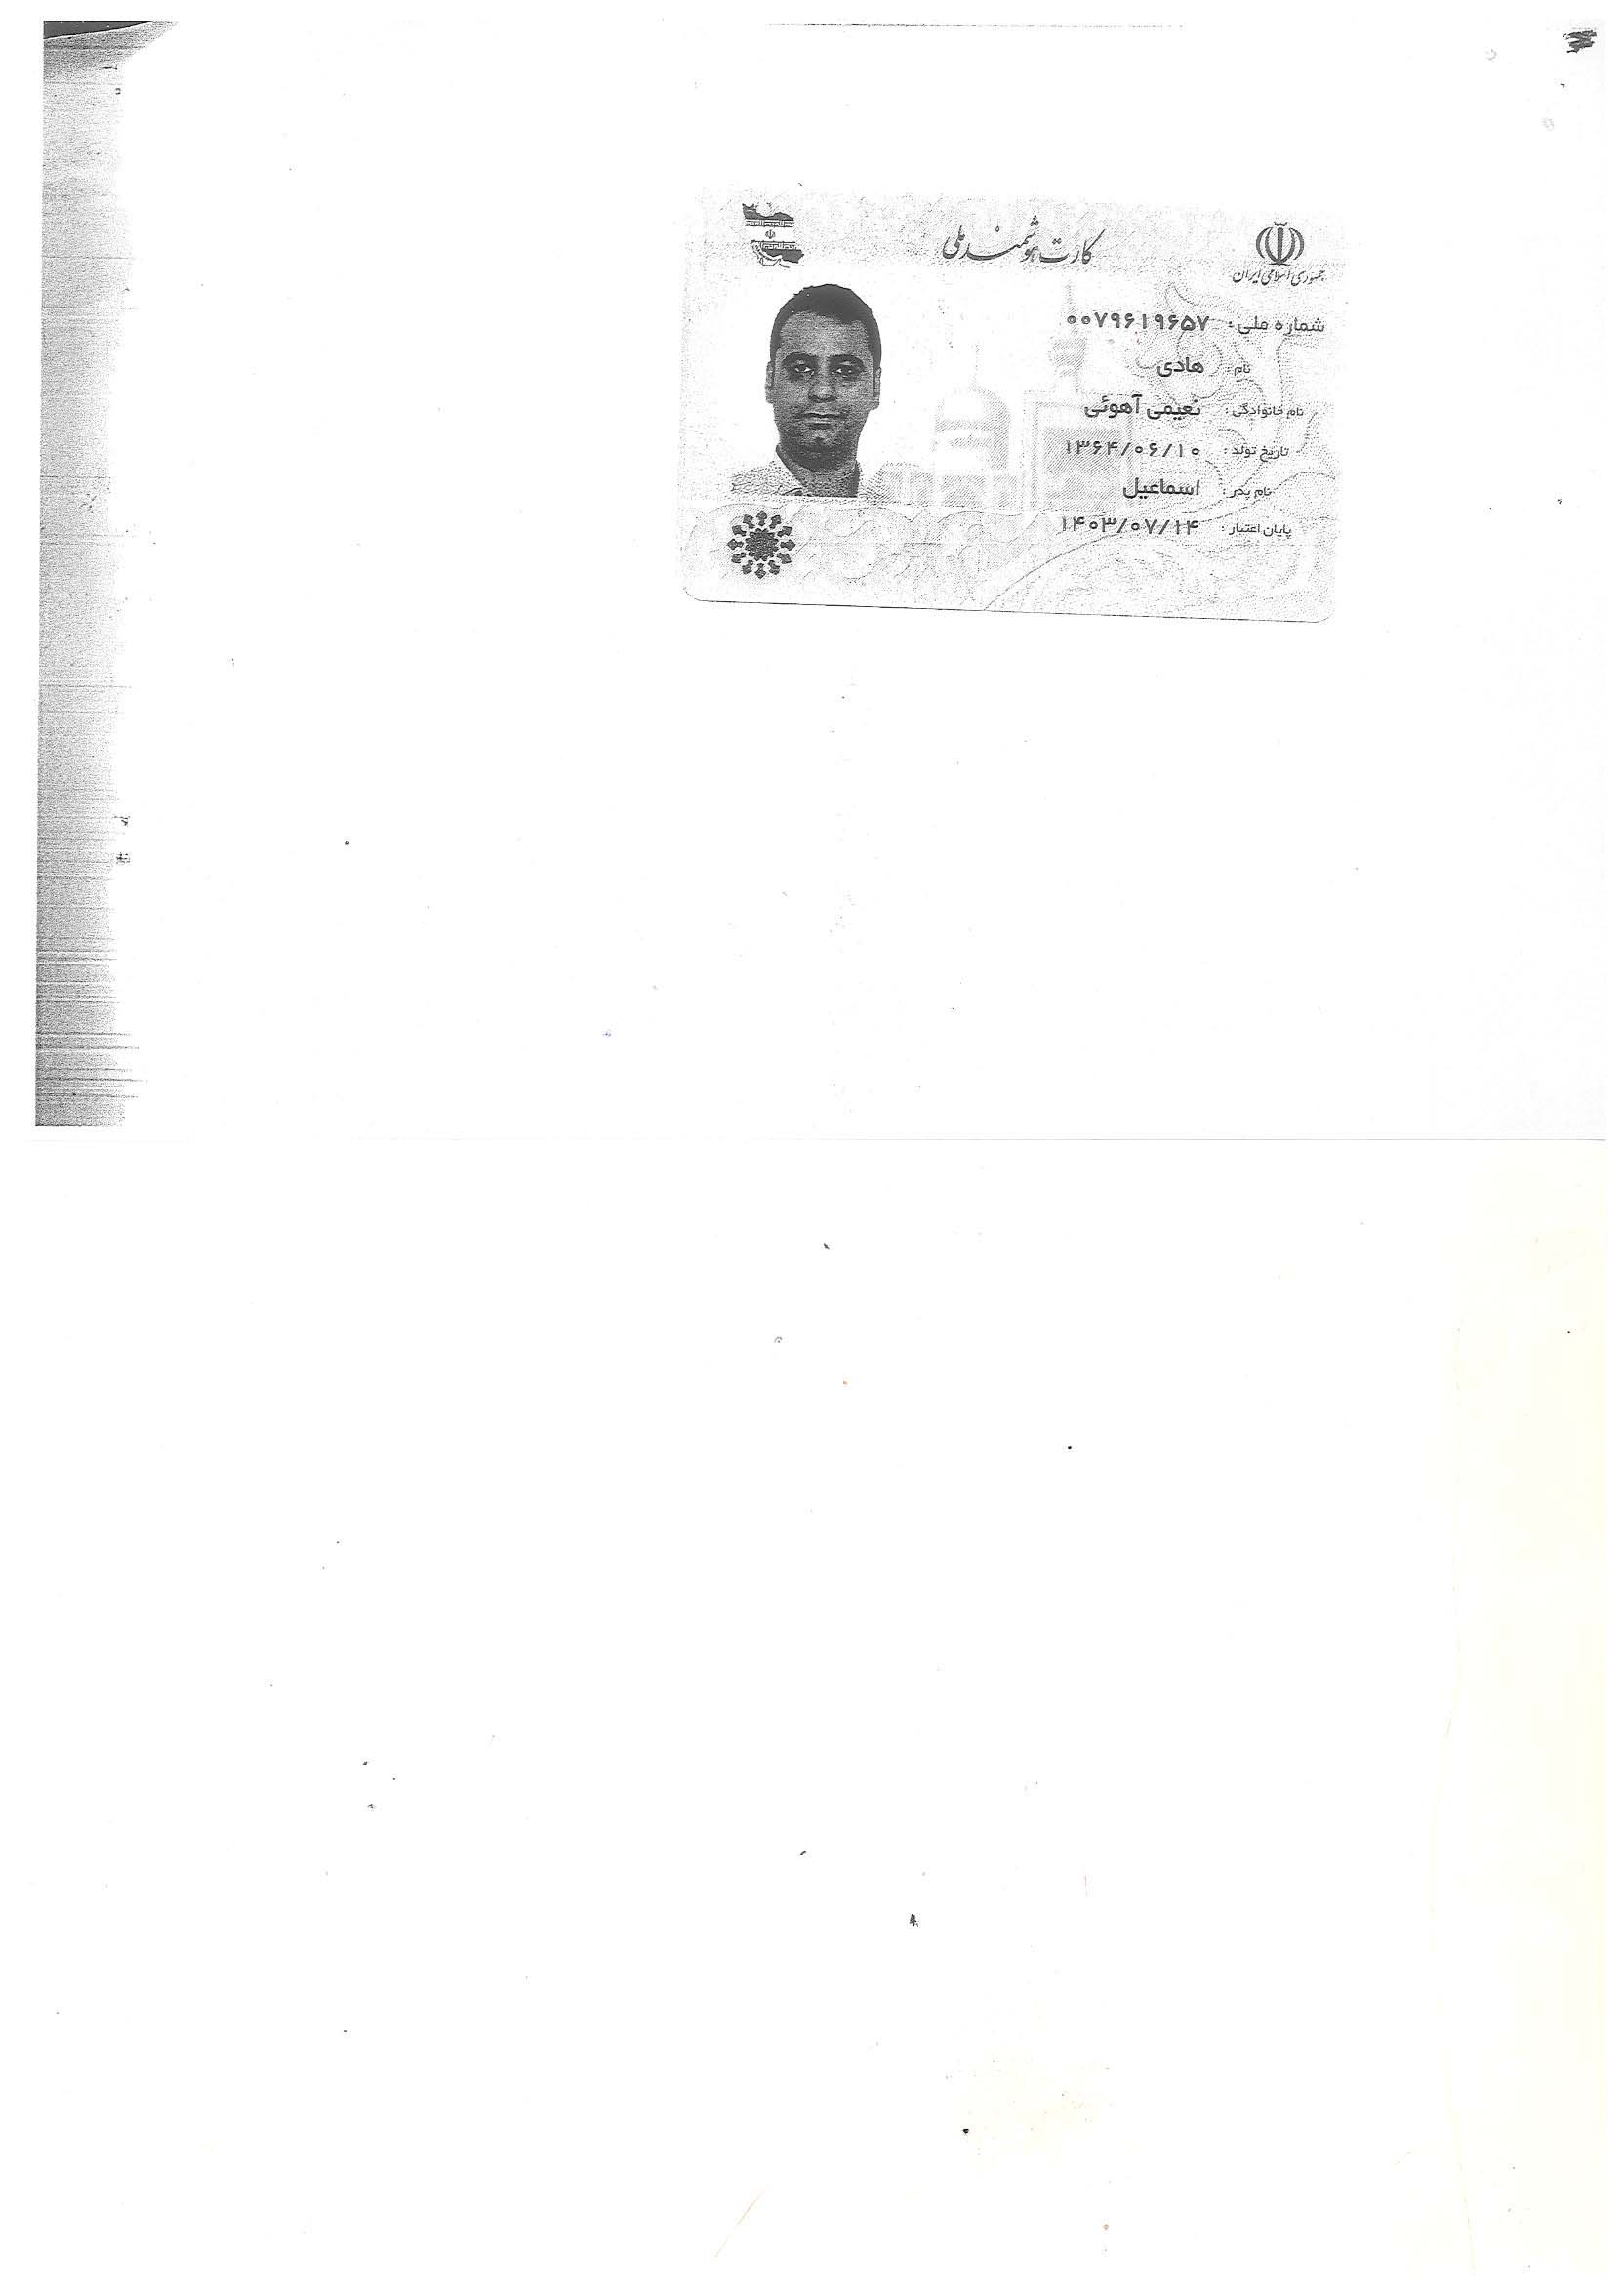 کارت هوشمند ملی
جمهوری اسلامی ایران
شماره ملی : ۰۰۷۹۶۱۹۶۵۷
نام : هادی
نام خانوادگی : نعیمی آهوئی
تاریخ تولد : ۱۳۶۴/۰۶/۱۰
نام پدر : اسماعیل
پایان اعتبار : ۱۴۰۳/۰۷/۱۴